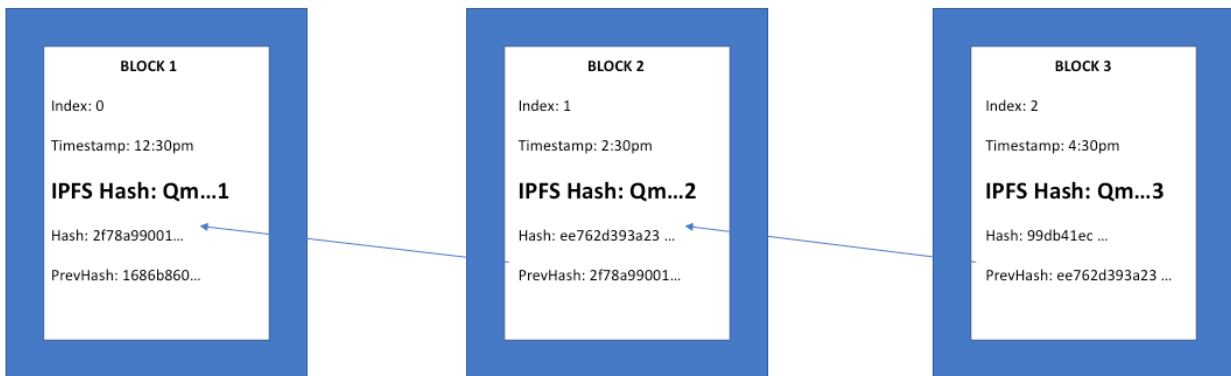 BLOCK 1
Index: 0
Timestamp: 12:30pm
IPFS Hash: Qm...1
Hash: 2f78a99001...
PrevHash: 1686b860...
BLOCK 2
Index: 1
Timestamp: 2:30pm
IPFS Hash: Qm...2
Hash: ee762d393a23 ...
PrevHash: 2f78a99001...
BLOCK 3
Index: 2
Timestamp: 4:30pm
IPFS Hash: Qm...3
Hash: 99db41ec ...
PrevHash: ee762d393a23 ...